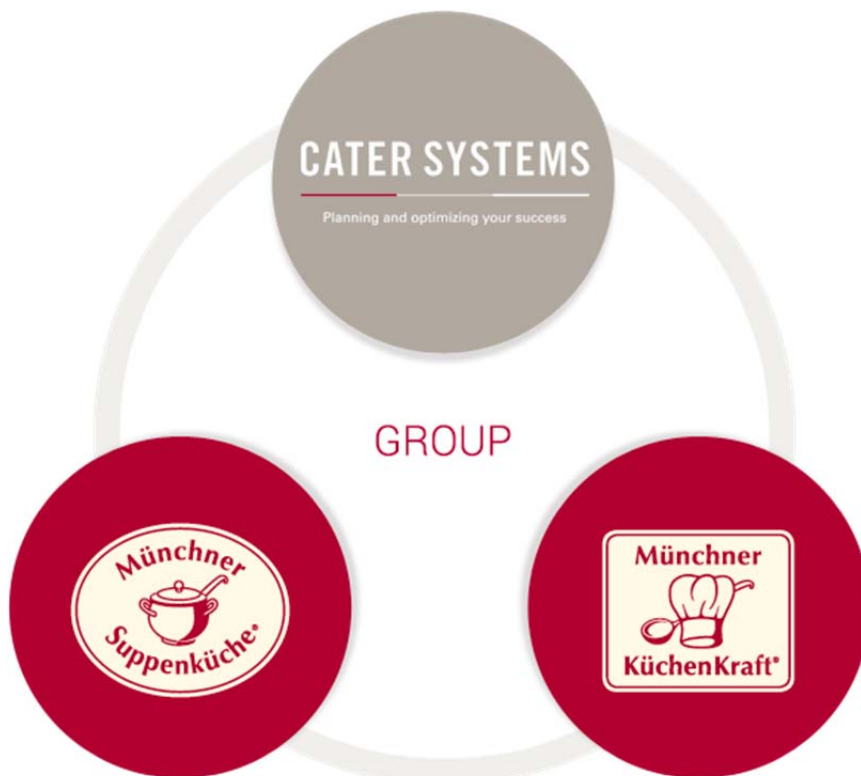 CATER SYSTEMS
Planning and optimizing your success
GROUP
Münchner
Suppenküche®
Münchner
KüchenKraft®